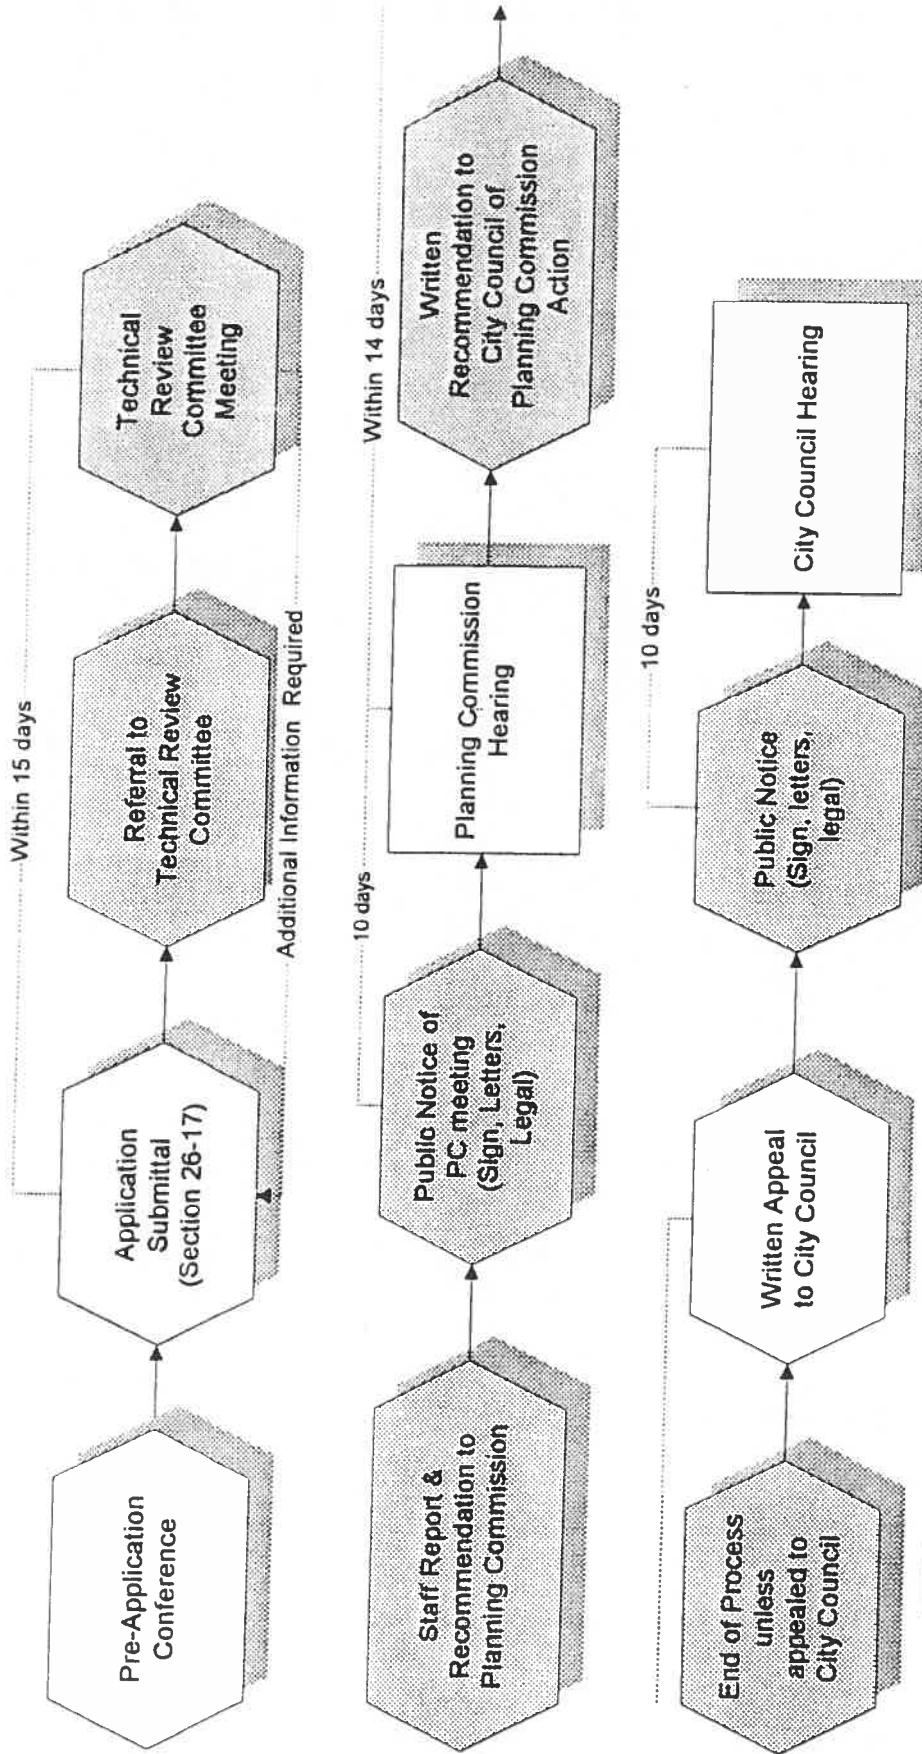 Within 15 days
Pre-Application
Conference
Application
Submittal
(Section 26-17)
Referral to
Technical Review
Committee
Technical
Review
Committee
Meeting
Additional Information Required
Within 14 days
10 days
Staff Report &
Recommendation to
Planning Commission
Public Notice of
PC meeting
(Sign, Letters,
Legal)
Planning Commission
Hearing
Written
Recommendation to
City Council of
Planning Commission
Action
10 days
End of Process
unless
appealed to
City Council
Written Appeal
to City Council
Public Notice
(Sign, letters,
legal)
City Council Hearing